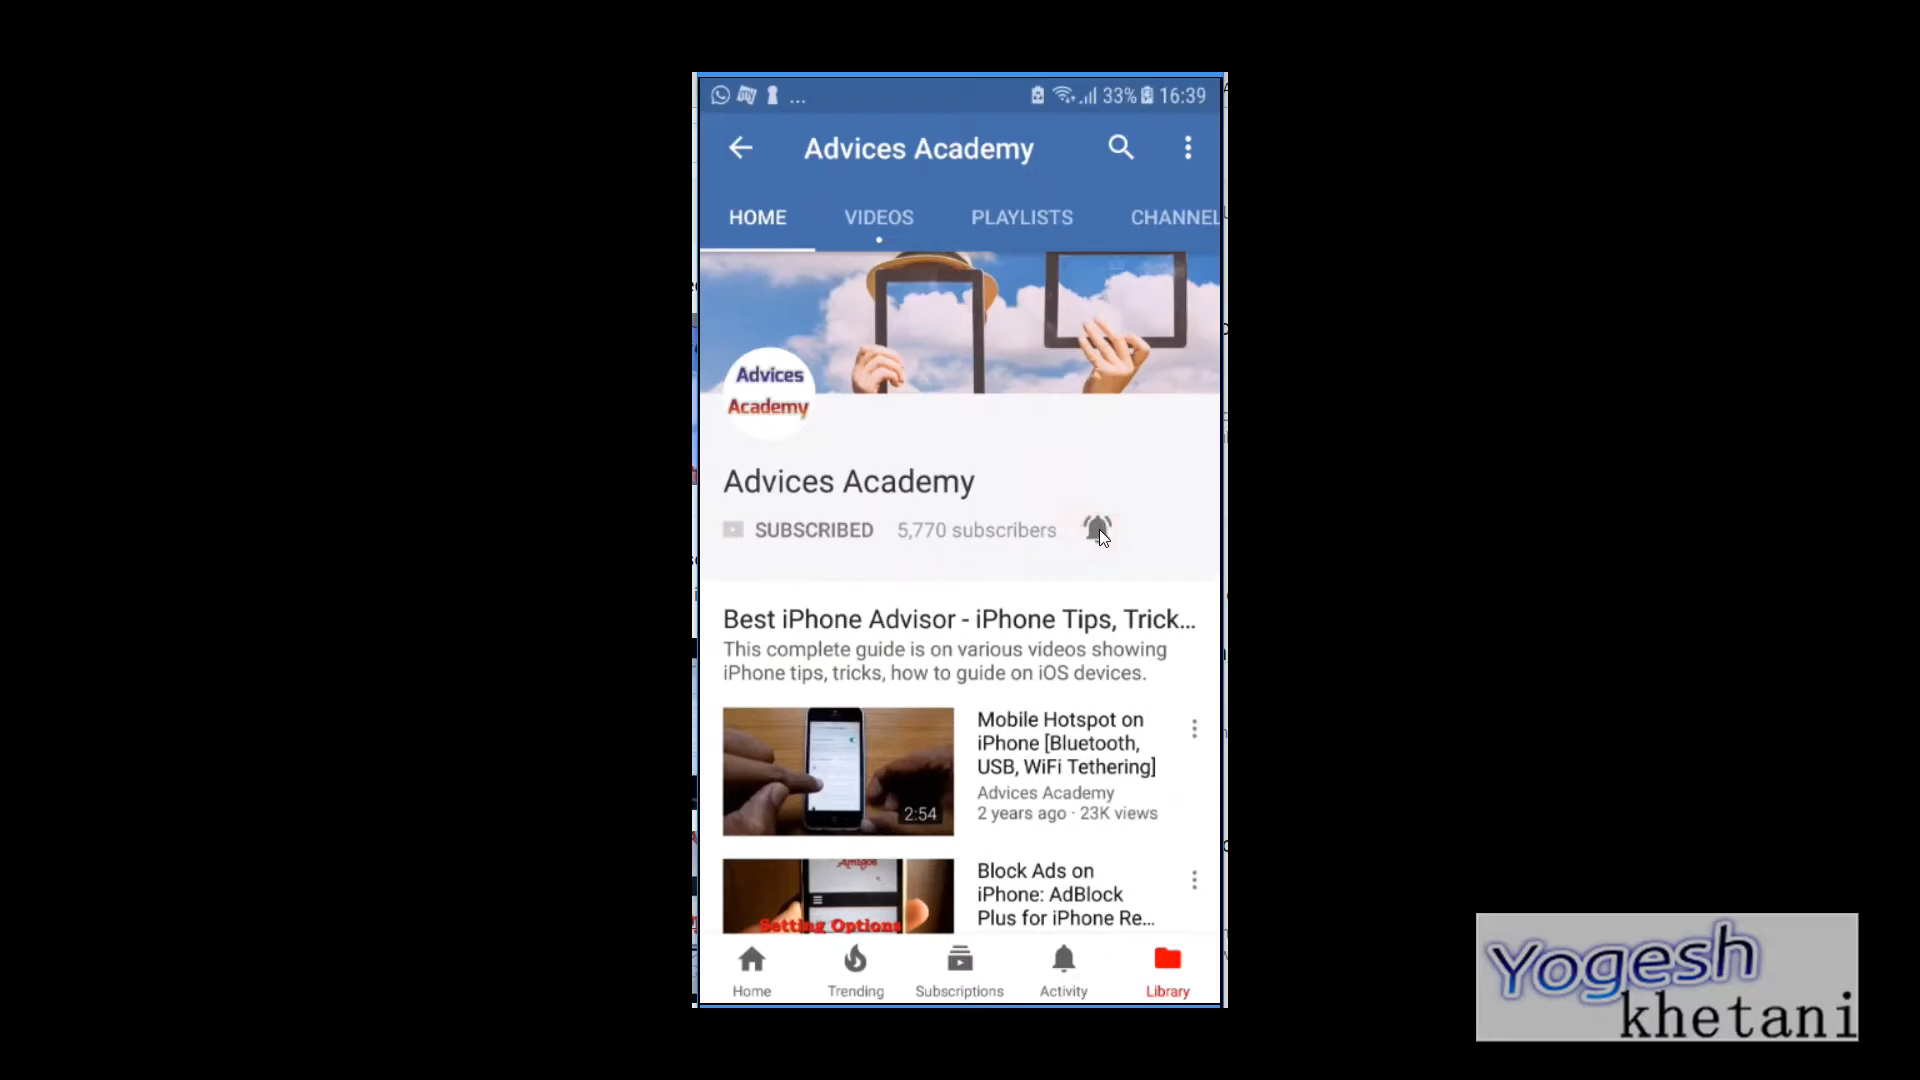 ... 33% 16:39
Advices Academy
HOME VIDEOS PLAYLISTS CHANNEL
Advices
Academy
Advices Academy
SUBSCRIBED 5,770 subscribers
Best iPhone Advisor - iPhone Tips, Trick...
This complete guide is on various videos showing
iPhone tips, tricks, how to guide on iOS devices.
Mobile Hotspot on
iPhone [Bluetooth,
USB, WiFi Tethering]
Advices Academy
2 years ago · 23K views
2:54
Block Ads on
iPhone: AdBlock
Plus for iPhone Re...
Amigos
Setting Options
Home Trending Subscriptions Activity Library
Yogesh
khetani